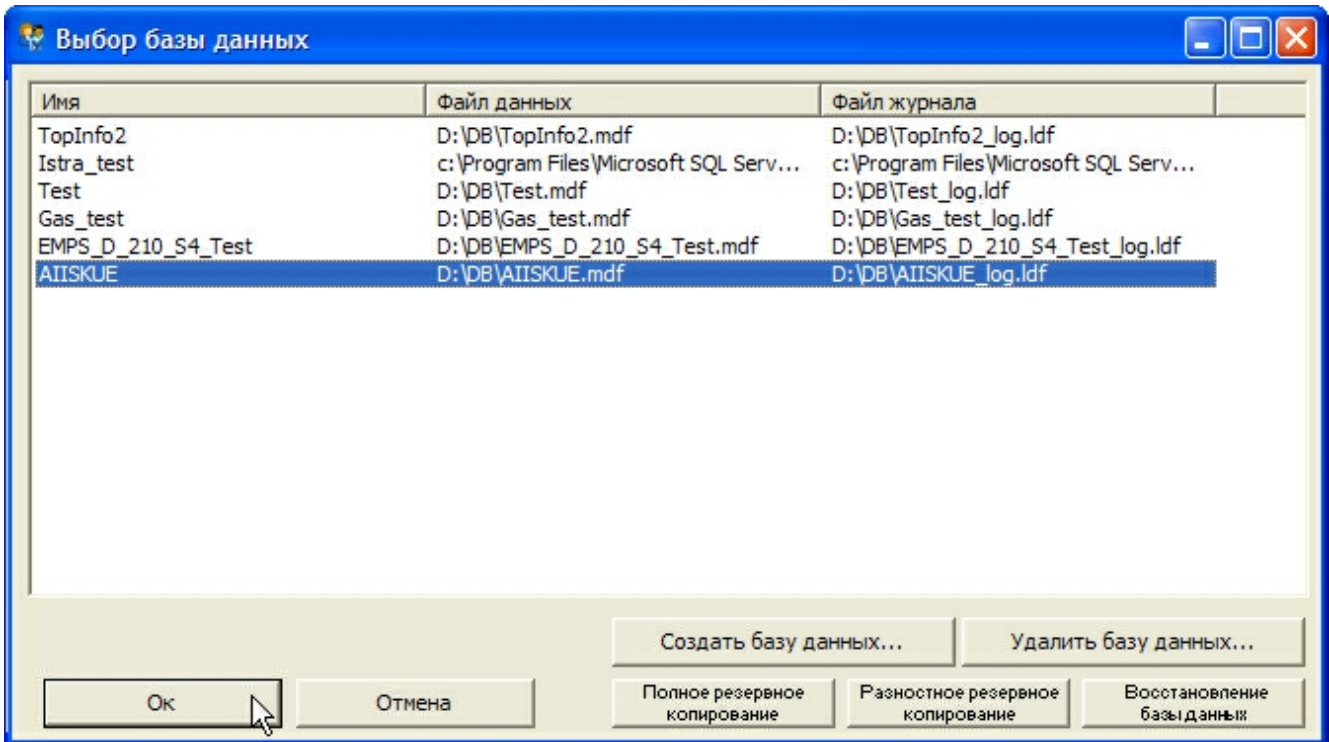 Выбор базы данных
Имя Файл данных Файл журнала
TopInfo2 D:\DB\TopInfo2.mdf D:\DB\TopInfo2_log.ldf
Istra_test c:\Program Files\Microsoft SQL Serv... c:\Program Files\Microsoft SQL Serv...
Test D:\DB\Test.mdf D:\DB\Test_log.ldf
Gas_test D:\DB\Gas_test.mdf D:\DB\Gas_test_log.ldf
EMPS_D_210_S4_Test D:\DB\EMPS_D_210_S4_Test.mdf D:\DB\EMPS_D_210_S4_Test_log.ldf
AIISKUE D:\DB\AIISKUE.mdf D:\DB\AIISKUE_log.ldf
Создать базу данных... Удалить базу данных...
Ок Отмена Полное резервное копирование Разностное резервное копирование Восстановление базы данных